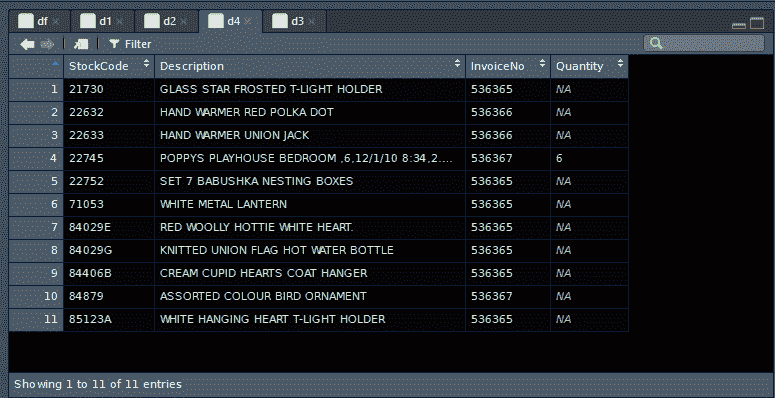 df d1 d2 d4 d3
Filter
StockCode Description InvoiceNo Quantity
1 21730 GLASS STAR FROSTED T-LIGHT HOLDER 536365 NA
2 22632 HAND WARMER RED POLKA DOT 536366 NA
3 22633 HAND WARMER UNION JACK 536366 NA
4 22745 POPPYS PLAYHOUSE BEDROOM ,6,12/1/10 8:34,2.... 536367 6
5 22752 SET 7 BABUSHKA NESTING BOXES 536365 NA
6 71053 WHITE METAL LANTERN 536365 NA
7 84029E RED WOOLLY HOTTIE WHITE HEART. 536365 NA
8 84029G KNITTED UNION FLAG HOT WATER BOTTLE 536365 NA
9 84406B CREAM CUPID HEARTS COAT HANGER 536365 NA
10 84879 ASSORTED COLOUR BIRD ORNAMENT 536367 NA
11 85123A WHITE HANGING HEART T-LIGHT HOLDER 536365 NA
Showing 1 to 11 of 11 entries